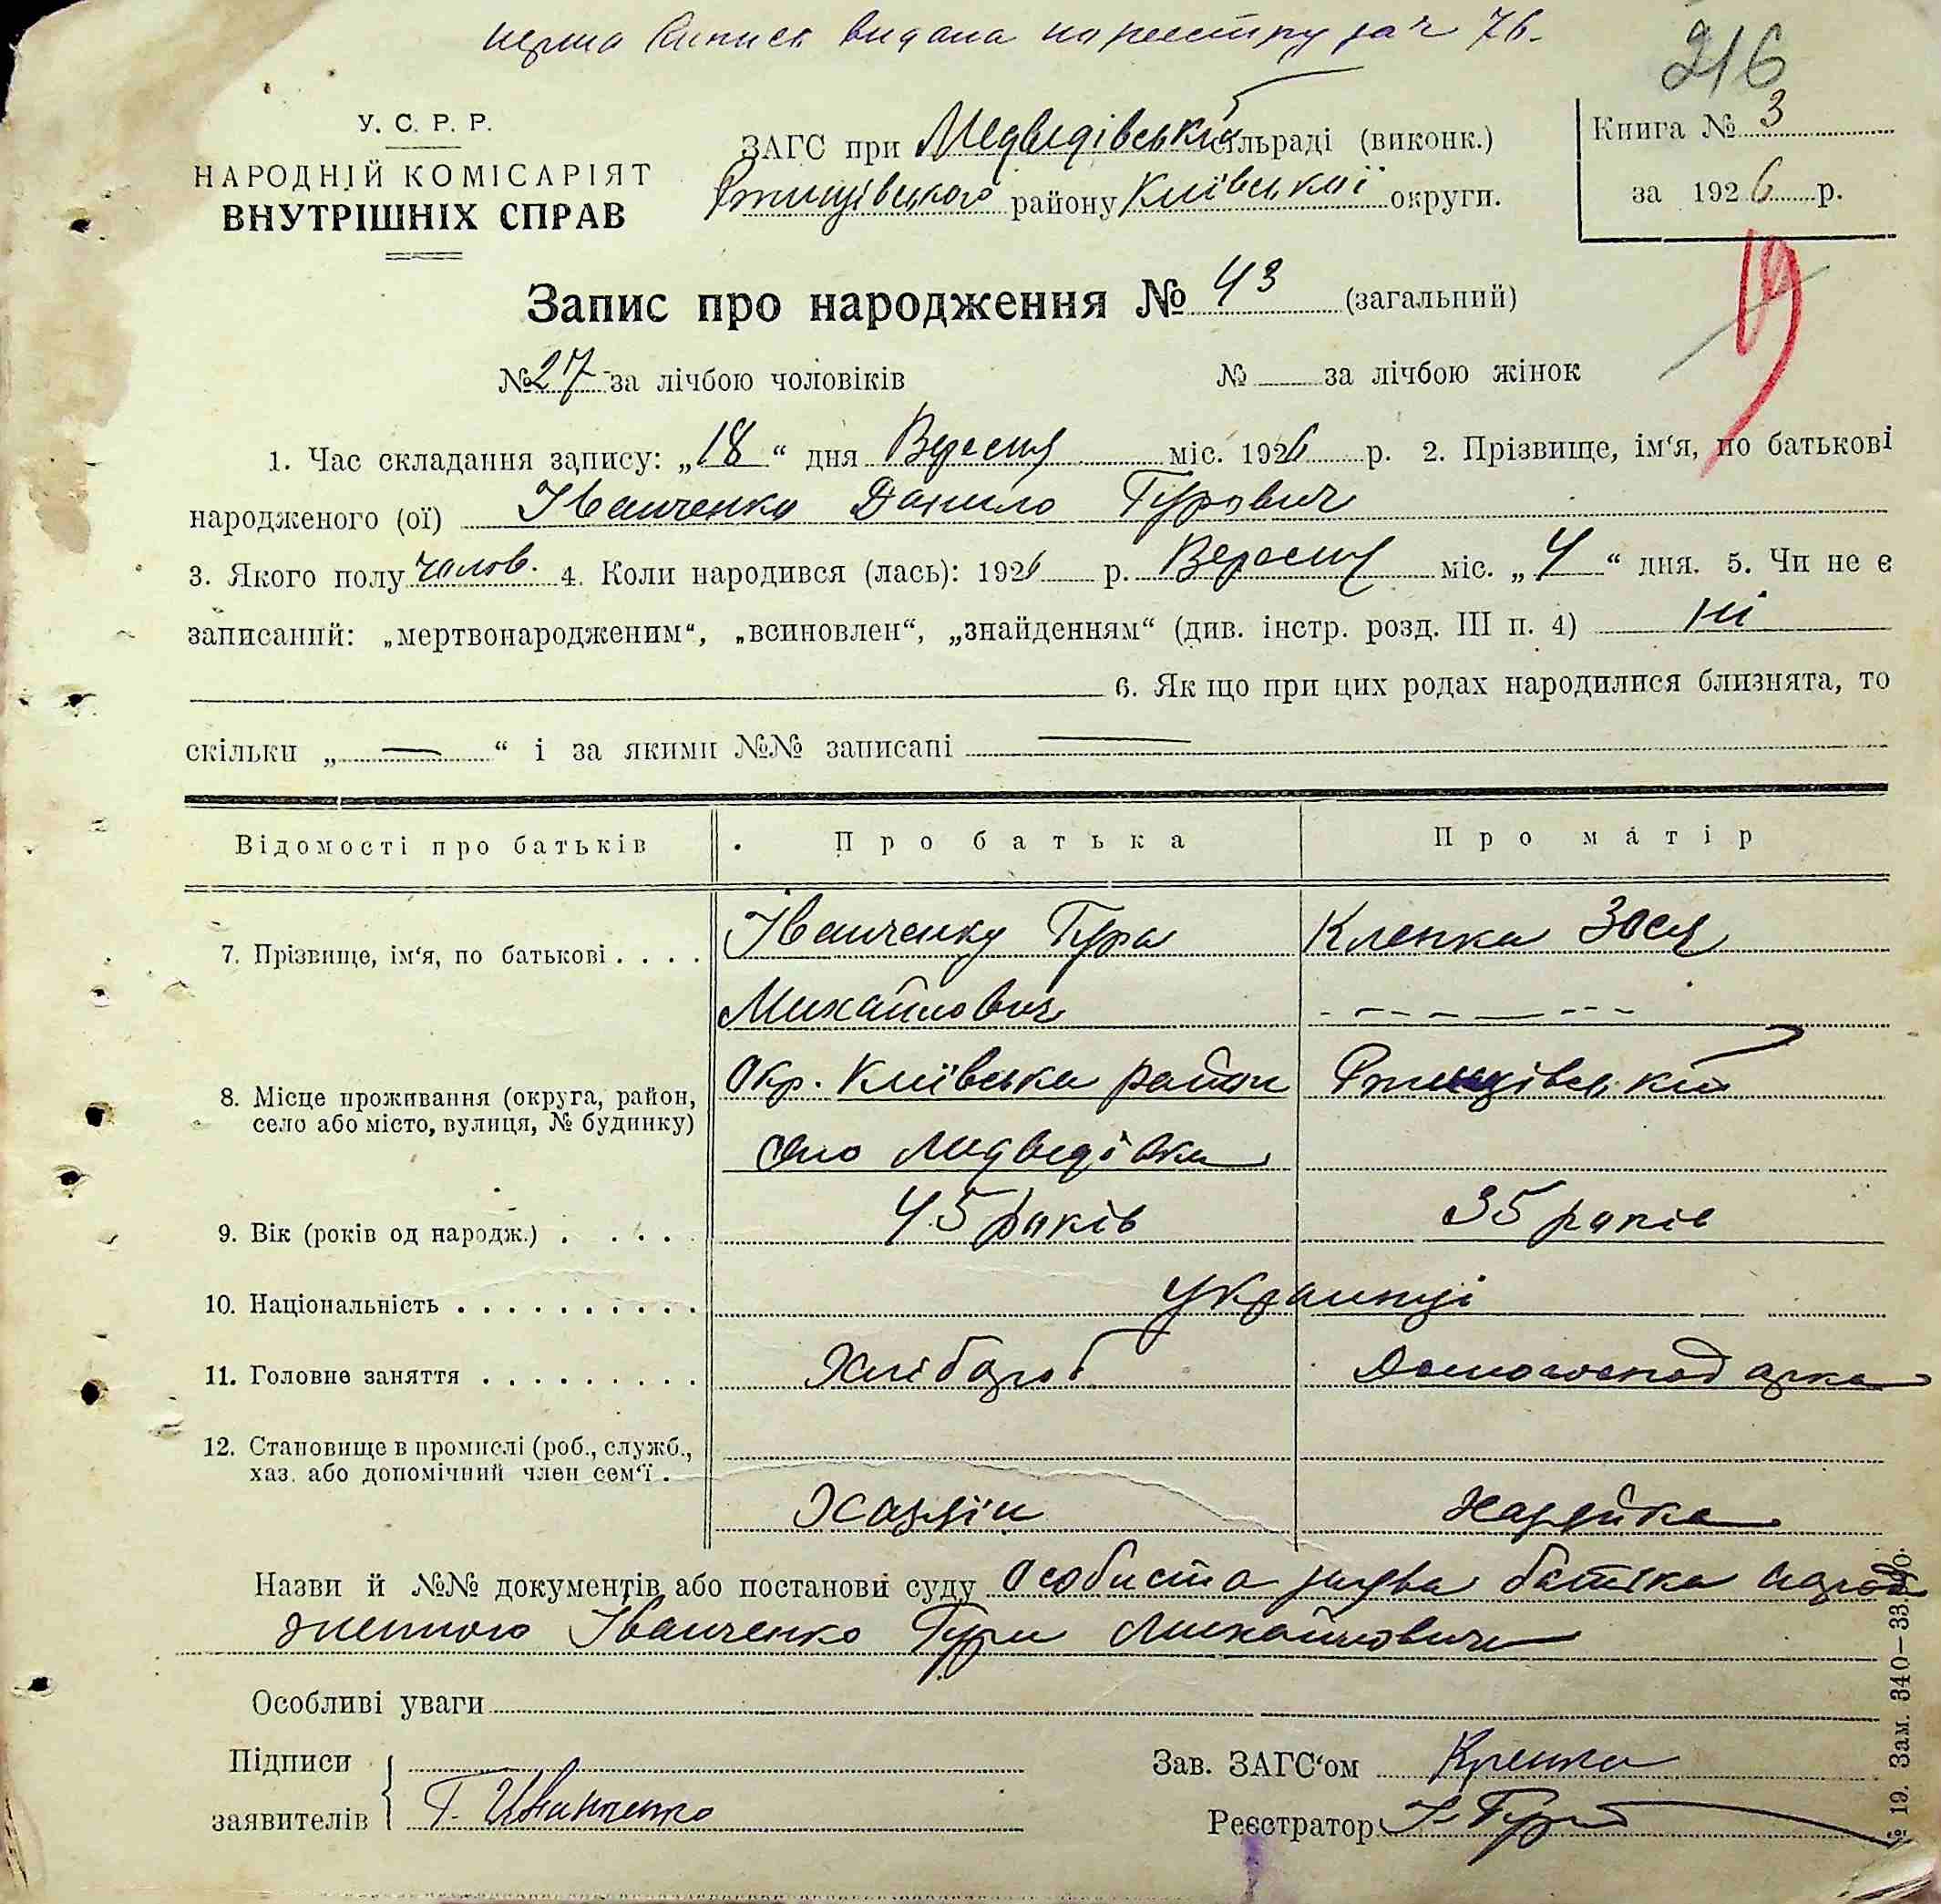 перша виписка видана по реєстру за ч 76.
216
У. С. Р. Р.
НАРОДНІЙ КОМІСАРІЯТ
ВНУТРІШНІХ СПРАВ
ЗАГС при Медведівській сільраді (виконк.)
Ржищівського району Київської округи.
Книга № 3
за 1926 р.
19
Запис про народження № 43 (загальний)
№ 27 за лічбою чоловіків № за лічбою жінок
1. Час складання запису: „18“ дня Вересня міс. 1926 р. 2. Прізвище, ім‘я, по батькові
народженого (ої) Іванченко Данило Гурович
3. Якого полу чолов. 4. Коли народився (лась): 1926 р. Вересня міс. „4“ дня. 5. Чи не є
записаний: „мертвонародженим“, „всиновлен“, „знайденням“ (див. інстр. розд. III п. 4) ні
6. Як що при цих родах народилися близнята, то
скільки „ — “ і за якими №№ записані —
Відомості про батьків Про батька Про матір
7. Прізвище, ім‘я, по батькові . . . . Іванченко Гура Кленка Зося
Михайлович
8. Місце проживання (округа, район, село або місто, вулиця, № будинку) Окр. Київська район Ржищівський
село Медведівка
9. Вік (років од народж.) . . . . . 45 років 35 років
10. Національність . . . . . . . . . . Українці
11. Головне заняття . . . . . . . . . Хлібороб Домогосподарка
12. Становище в промислі (роб., служб.,
хаз. або допомічний член сем‘ї .
Хазяїн Хазяйка
Назви й №№ документів або постанови суду Особиста заява батька народ
женного Іванченко Гури Михайловича
Особливі уваги
Підписи Зав. ЗАГС‘ом
заявителів Г. Иванченко Реєстратор
№ 19. Зам. 340—33.